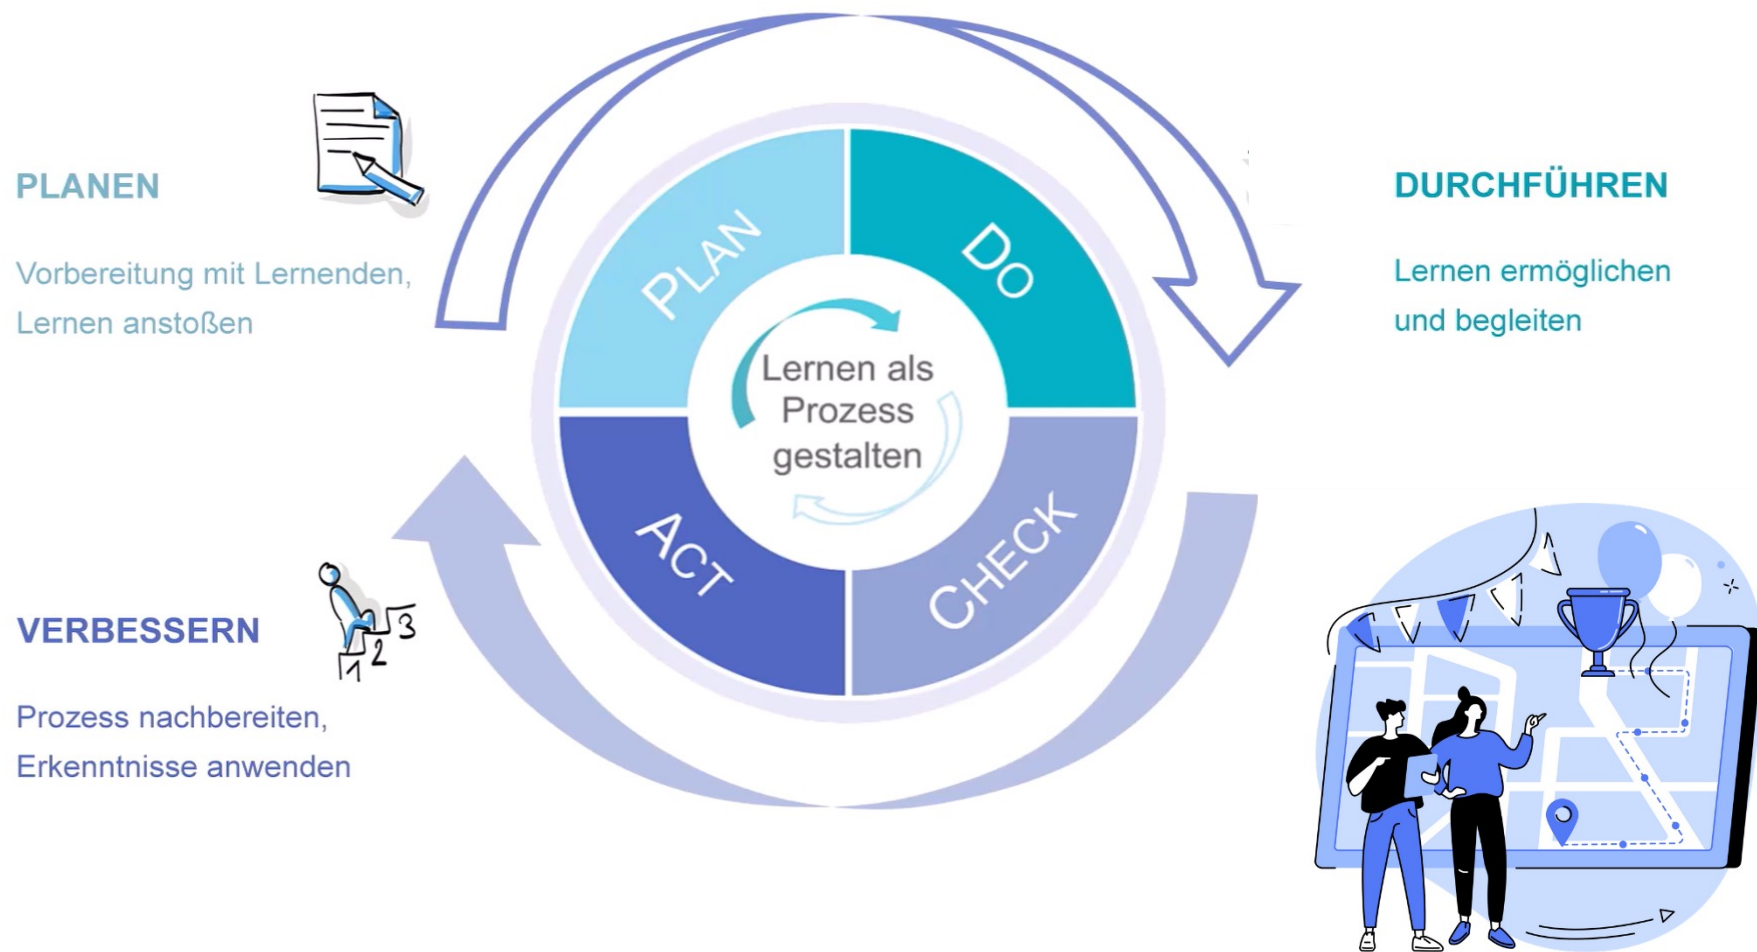 PLANEN
Vorbereitung mit Lernenden,
Lernen anstoßen
PLAN
DO
DURCHFÜHREN
Lernen ermöglichen
und begleiten
Lernen als
Prozess
gestalten
ACT
CHECK
VERBESSERN
1 2 3
Prozess nachbereiten,
Erkenntnisse anwenden